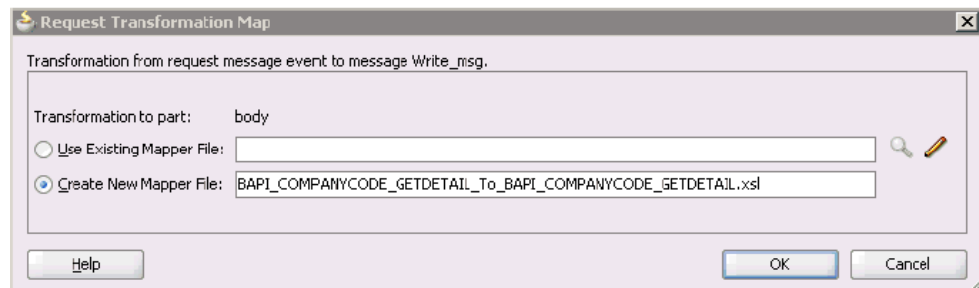 Request Transformation Map
Transformation from request message event to message Write_msg.
Transformation to part: body
Use Existing Mapper File:
Create New Mapper File: BAPI_COMPANYCODE_GETDETAIL_To_BAPI_COMPANYCODE_GETDETAIL.xsl
Help OK Cancel